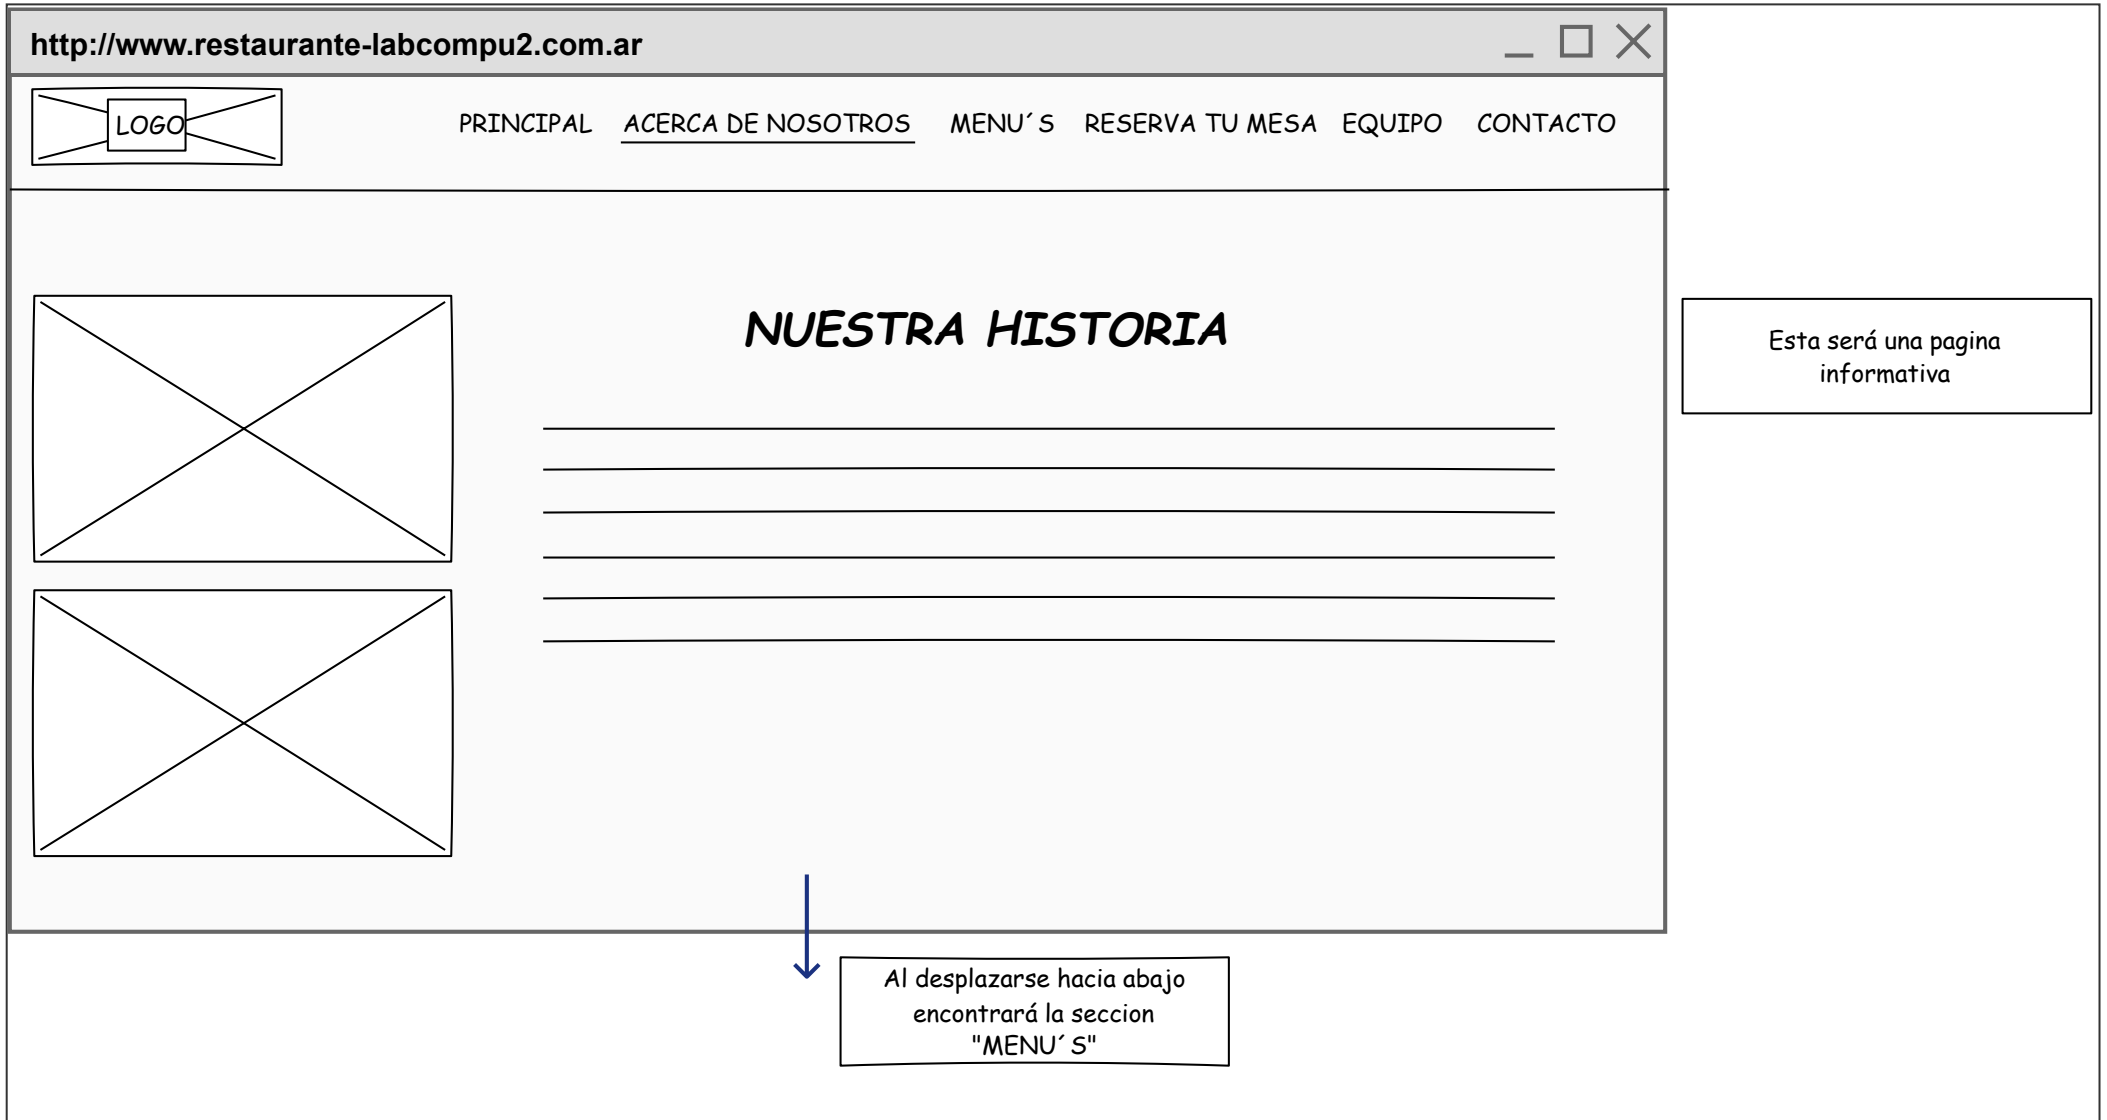 http://www.restaurante-labcompu2.com.ar
LOGO PRINCIPAL ACERCA DE NOSOTROS MENU´S RESERVA TU MESA EQUIPO CONTACTO
NUESTRA HISTORIA
Esta será una pagina
informativa
Al desplazarse hacia abajo
encontrará la seccion
"MENU´S"